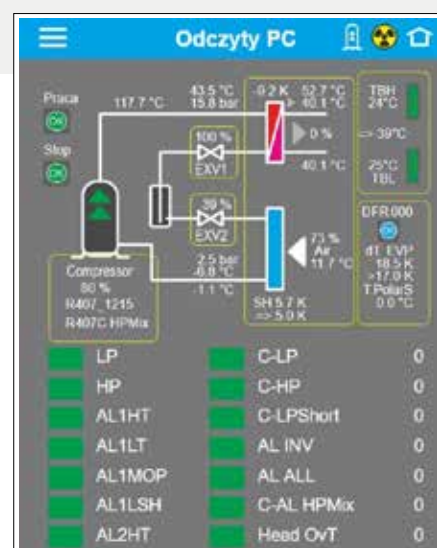 Odczyty PC
Praca
OK
Stop
OK
117.7 °C
43.5 °C
15.8 bar
-0.2 K
52.7 °C
40.1 °C
TBH
24°C
100 %
EXV1
0 %
=> 39°C
40.1 °C
25°C
TBL
39 %
EXV2
DFR:000
73 %
Air
11.7 °C
dT_EVP
18.5 K
>17.0 K
T.PolarS
0.0 °C
Compressor
80 %
R407_1215
R407C HPMix
2.5 bar
-6.8 °C
-1.1 °C
SH 5.7 K
=> 5.0 K
LP C-LP 0
HP C-HP 0
AL1HT C-LPShort 0
AL1LT AL INV 0
AL1MOP AL ALL 0
AL1LSH C-AL HPMix 0
AL2HT Head OvT 0